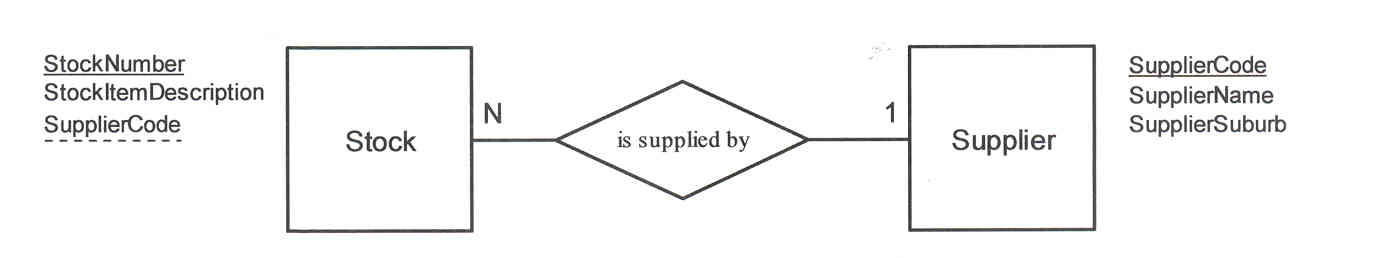 StockNumber
StockItemDescription
SupplierCode
Stock
N
is supplied by
1
Supplier
SupplierCode
SupplierName
SupplierSuburb